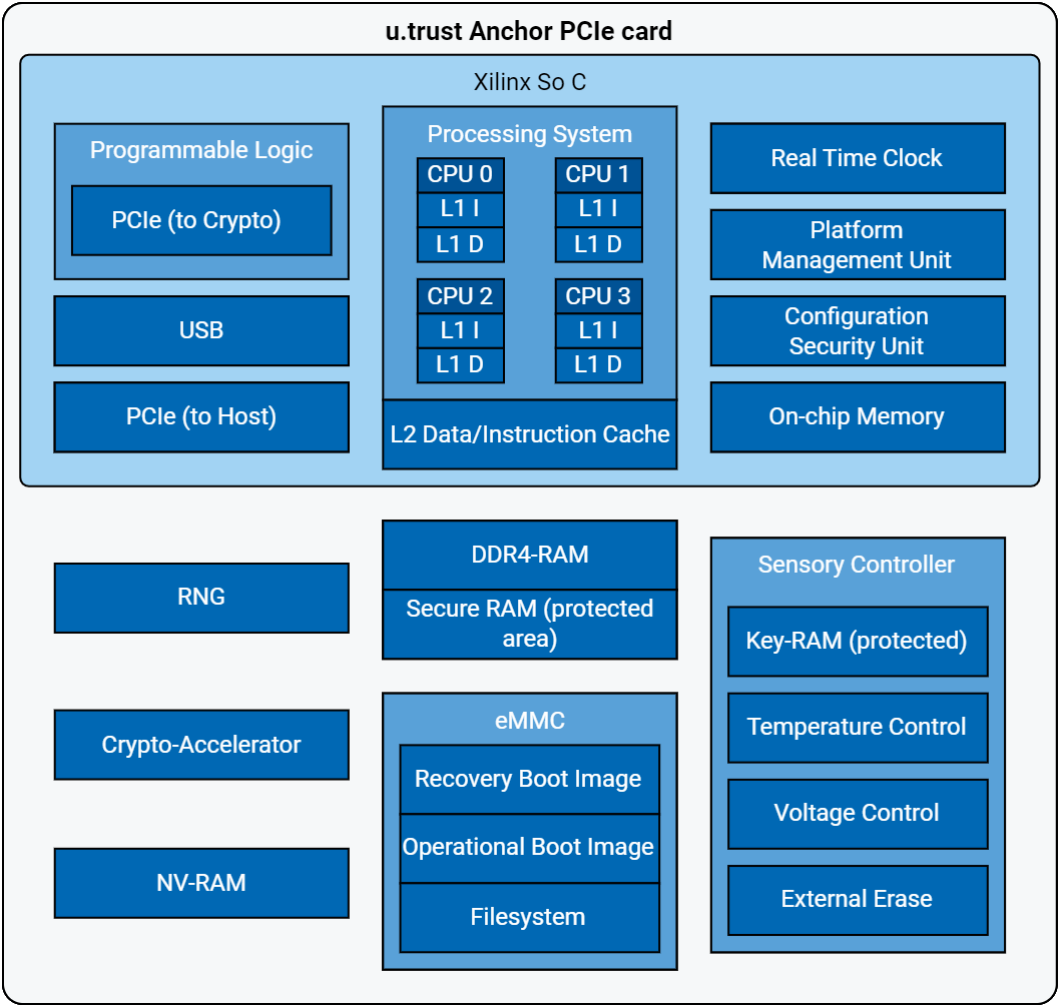 u.trust Anchor PCIe card
Xilinx So C
Programmable Logic
PCIe (to Crypto)
USB
PCIe (to Host)
Processing System
CPU 0
L1 I
L1 D
CPU 1
L1 I
L1 D
CPU 2
L1 I
L1 D
CPU 3
L1 I
L1 D
L2 Data/Instruction Cache
Real Time Clock
Platform
Management Unit
Configuration
Security Unit
On-chip Memory
RNG
Crypto-Accelerator
NV-RAM
DDR4-RAM
Secure RAM (protected
area)
eMMC
Recovery Boot Image
Operational Boot Image
Filesystem
Sensory Controller
Key-RAM (protected)
Temperature Control
Voltage Control
External Erase